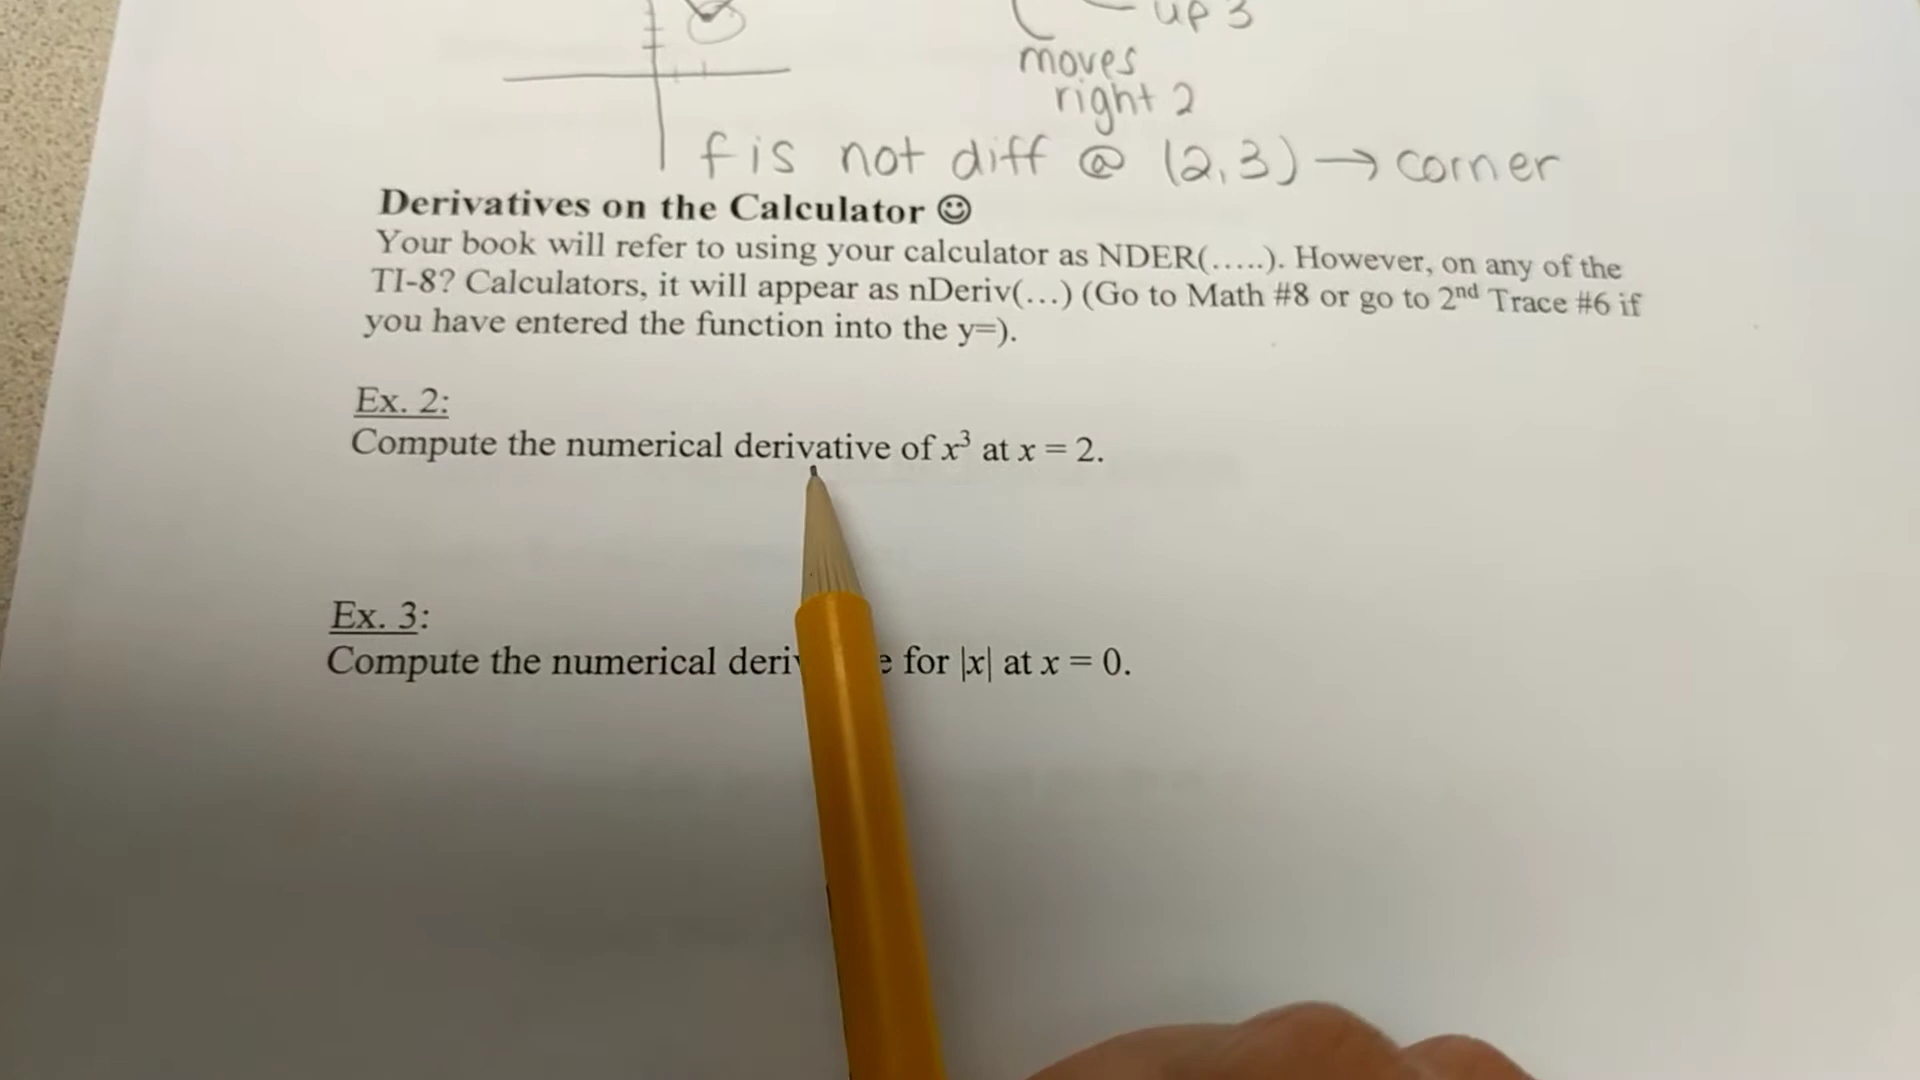 up 3
moves
right 2
f is not diff @ (2,3) → corner
Derivatives on the Calculator ☺
Your book will refer to using your calculator as NDER(…..). However, on any of the
TI-8? Calculators, it will appear as nDeriv(…) (Go to Math #8 or go to 2nd Trace #6 if
you have entered the function into the y=).
Ex. 2:
Compute the numerical derivative of x³ at x = 2.
Ex. 3:
Compute the numerical for |x| at x = 0.